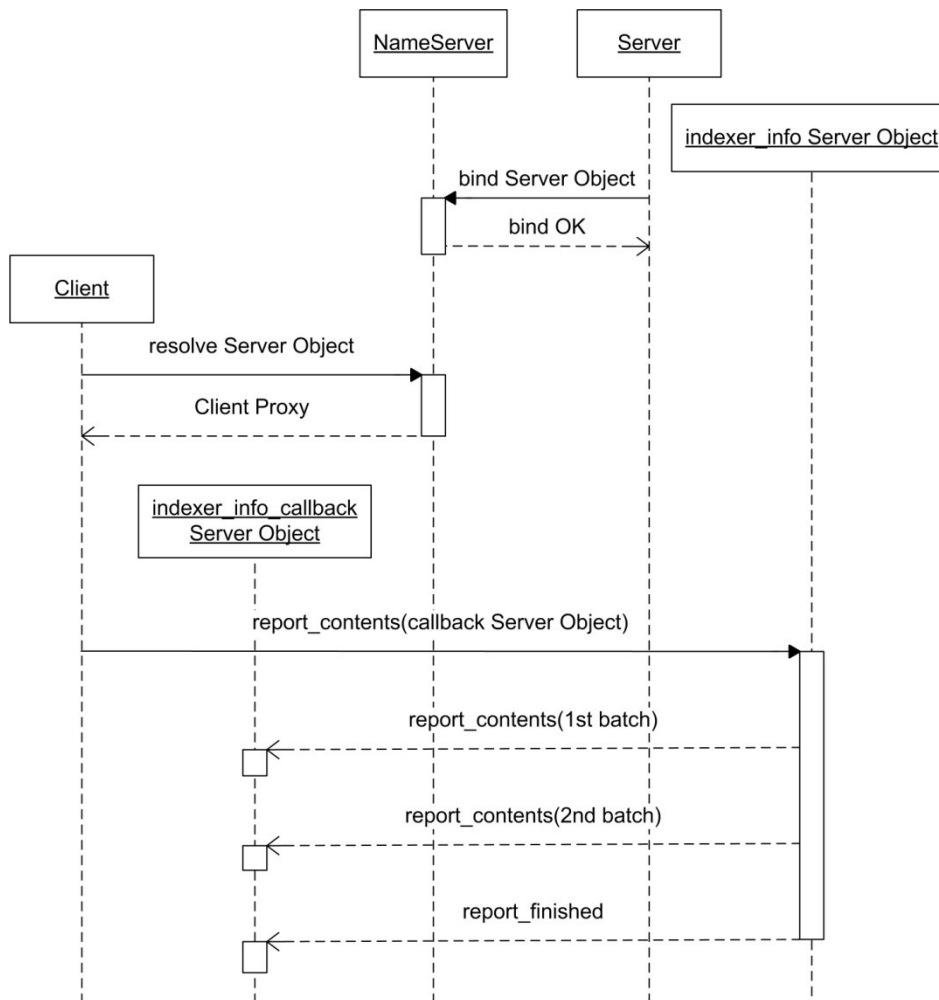 NameServer
Server
indexer_info Server Object
bind Server Object
bind OK
Client
resolve Server Object
Client Proxy
indexer_info_callback
Server Object
report_contents(callback Server Object)
report_contents(1st batch)
report_contents(2nd batch)
report_finished